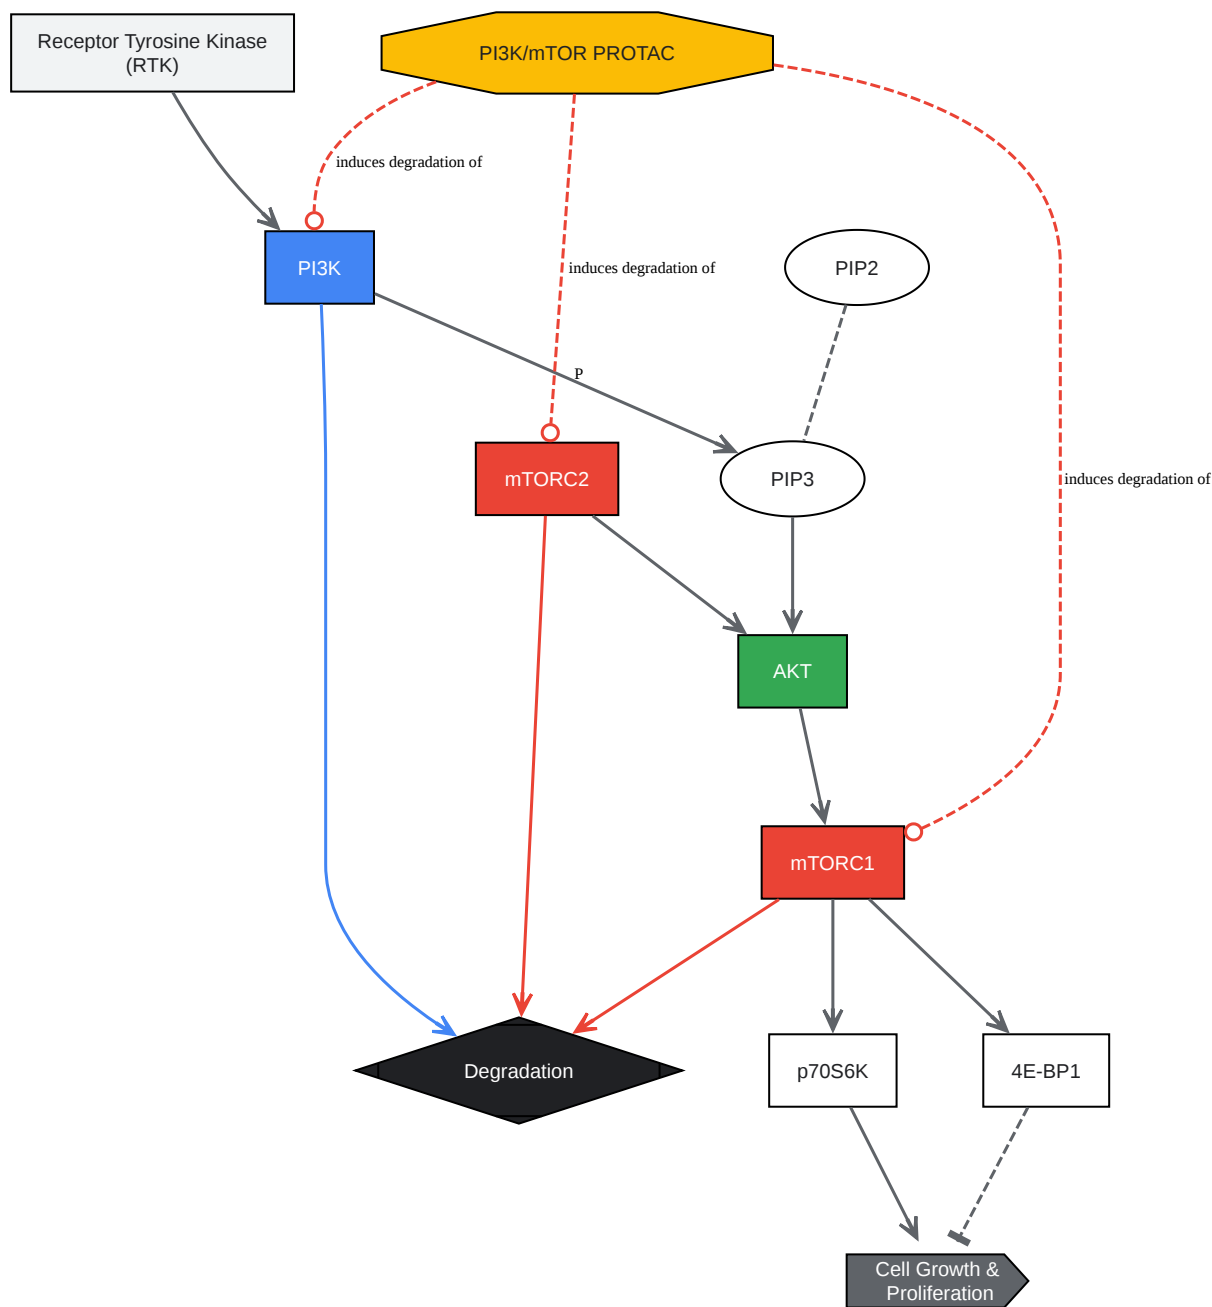 Receptor Tyrosine Kinase
(RTK)
PI3K/mTOR PROTAC
induces degradation of
PI3K
induces degradation of
PIP2
P
mTORC2
PIP3
induces degradation of
AKT
mTORC1
Degradation
p70S6K
4E-BP1
Cell Growth &
Proliferation